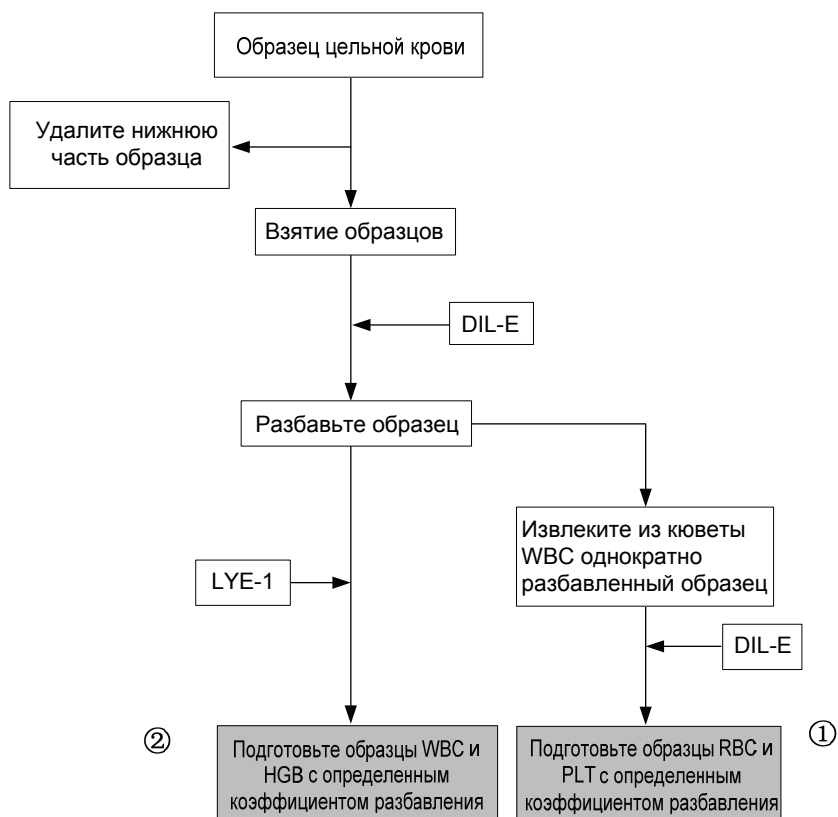 Образец цельной крови
Удалите нижнюю
часть образца
Взятие образцов
DIL-E
Разбавьте образец
Извлеките из кюветы
WBC однократно
разбавленный образец
LYE-1
DIL-E
②
Подготовьте образцы WBC и
HGB с определенным
коэффициентом разбавления
Подготовьте образцы RBC и
PLT с определенным
коэффициентом разбавления
①